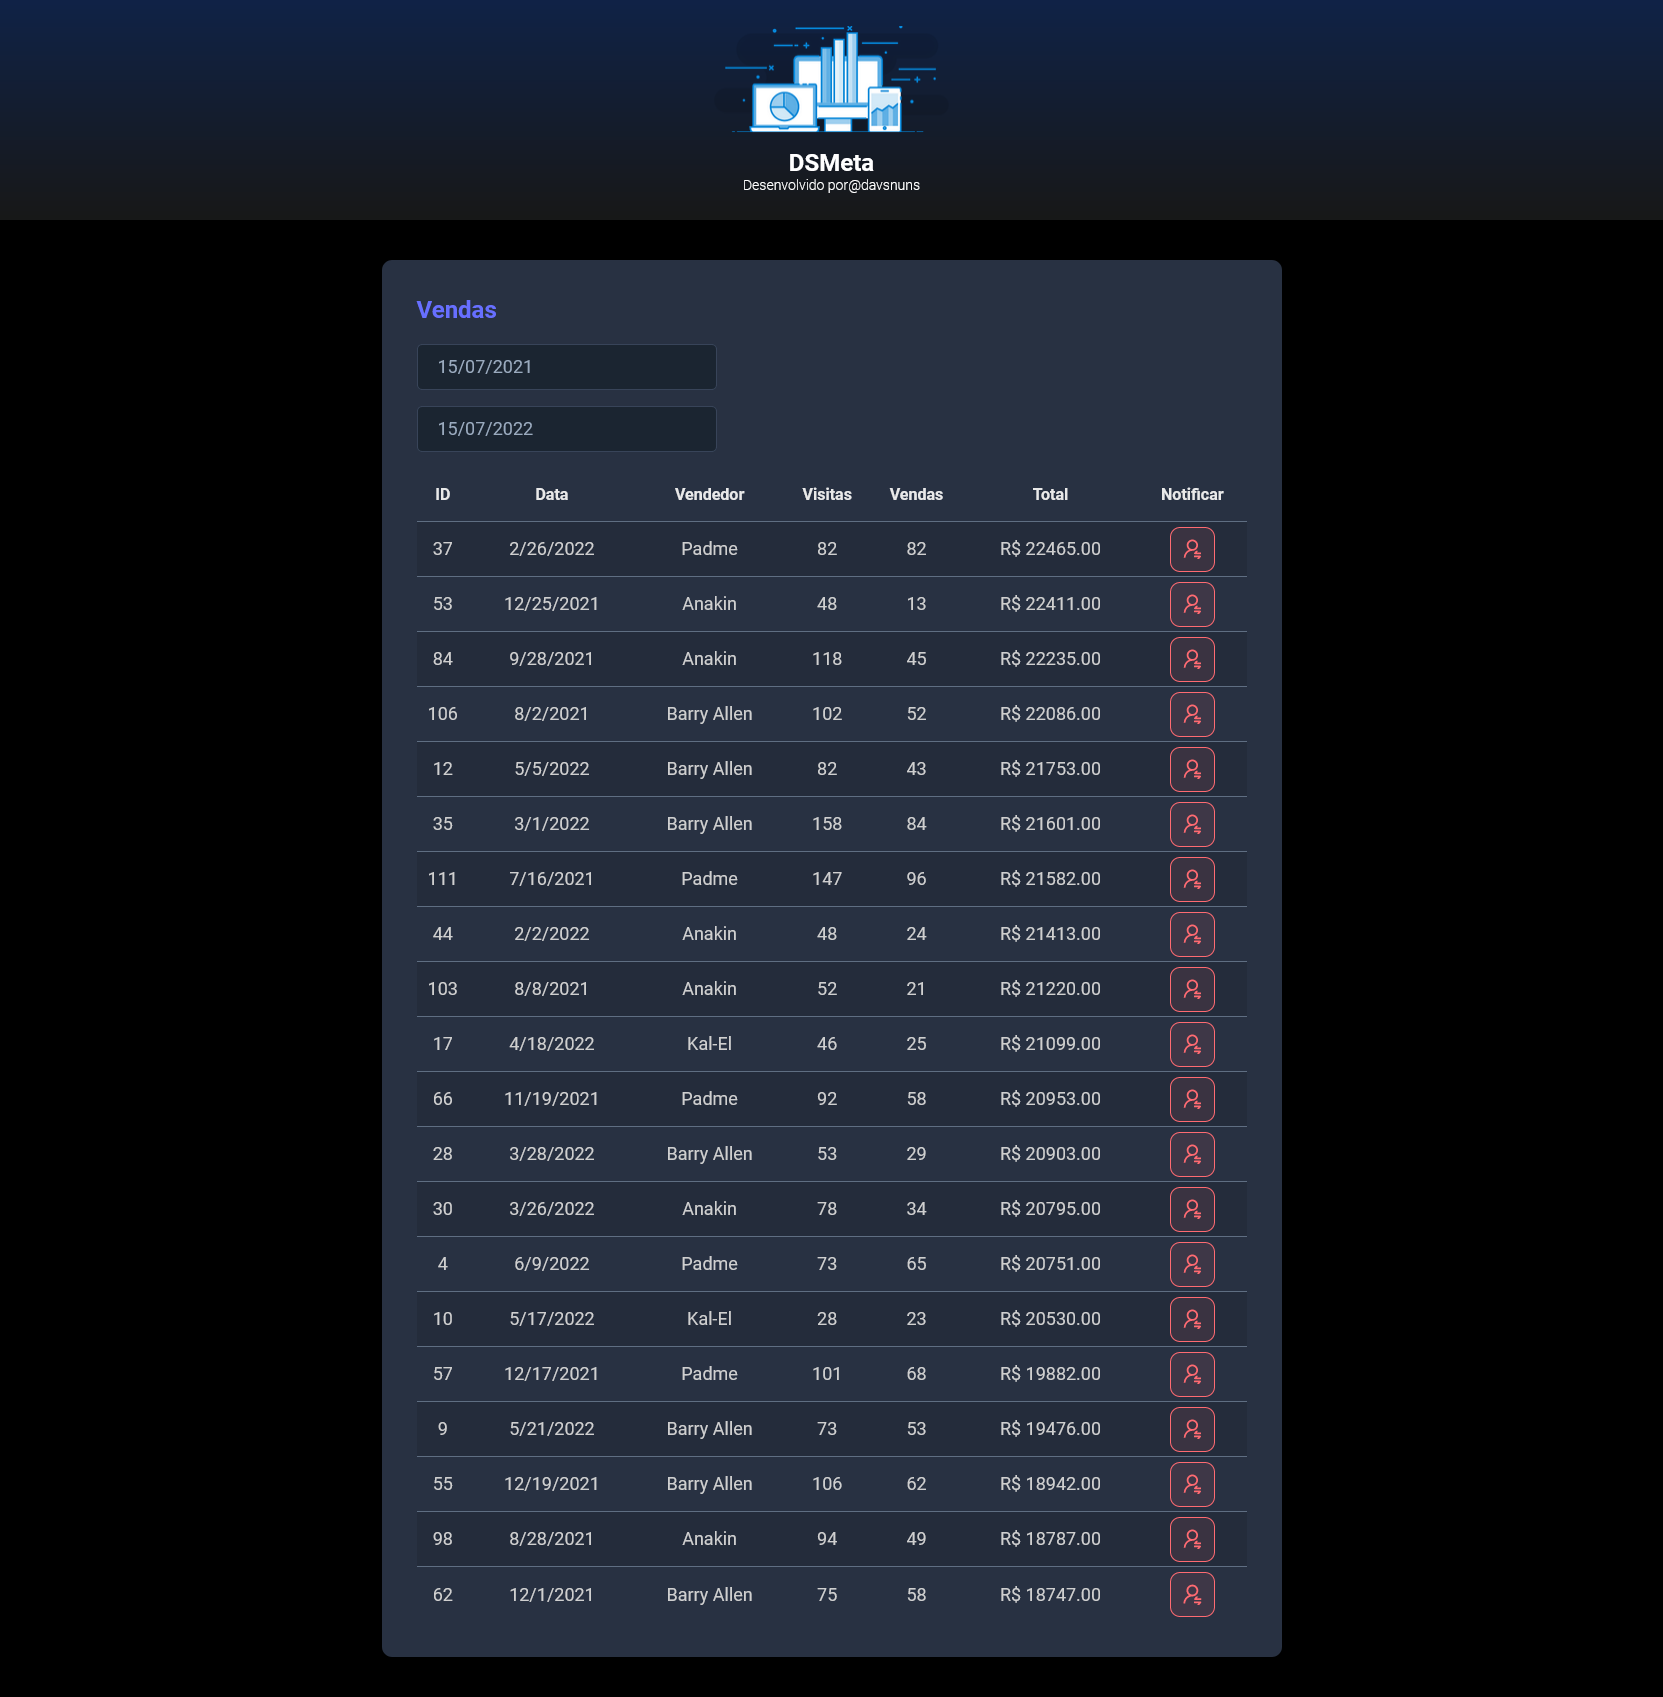 DSMeta
Desenvolvido por@davsnuns
Vendas
15/07/2021
15/07/2022
ID Data Vendedor Visitas Vendas Total Notificar
37 2/26/2022 Padme 82 82 R$ 22465.00
53 12/25/2021 Anakin 48 13 R$ 22411.00
84 9/28/2021 Anakin 118 45 R$ 22235.00
106 8/2/2021 Barry Allen 102 52 R$ 22086.00
12 5/5/2022 Barry Allen 82 43 R$ 21753.00
35 3/1/2022 Barry Allen 158 84 R$ 21601.00
111 7/16/2021 Padme 147 96 R$ 21582.00
44 2/2/2022 Anakin 48 24 R$ 21413.00
103 8/8/2021 Anakin 52 21 R$ 21220.00
17 4/18/2022 Kal-El 46 25 R$ 21099.00
66 11/19/2021 Padme 92 58 R$ 20953.00
28 3/28/2022 Barry Allen 53 29 R$ 20903.00
30 3/26/2022 Anakin 78 34 R$ 20795.00
4 6/9/2022 Padme 73 65 R$ 20751.00
10 5/17/2022 Kal-El 28 23 R$ 20530.00
57 12/17/2021 Padme 101 68 R$ 19882.00
9 5/21/2022 Barry Allen 73 53 R$ 19476.00
55 12/19/2021 Barry Allen 106 62 R$ 18942.00
98 8/28/2021 Anakin 94 49 R$ 18787.00
62 12/1/2021 Barry Allen 75 58 R$ 18747.00